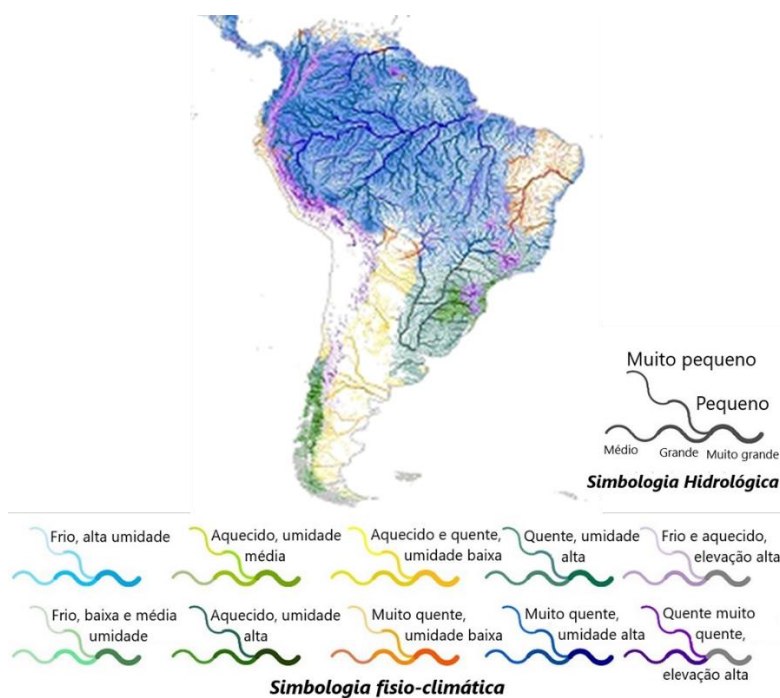 Muito pequeno
Pequeno
Médio
Grande
Muito grande
Simbologia Hidrológica
Frio, alta umidade
Aquecido, umidade
média
Aquecido e quente,
umidade baixa
Quente, umidade
alta
Frio e aquecido,
elevação alta
Frio, baixa e média
umidade
Aquecido, umidade
alta
Muito quente,
umidade baixa
Muito quente,
umidade alta
Quente muito
quente,
elevação alta
Simbologia fisio-climática